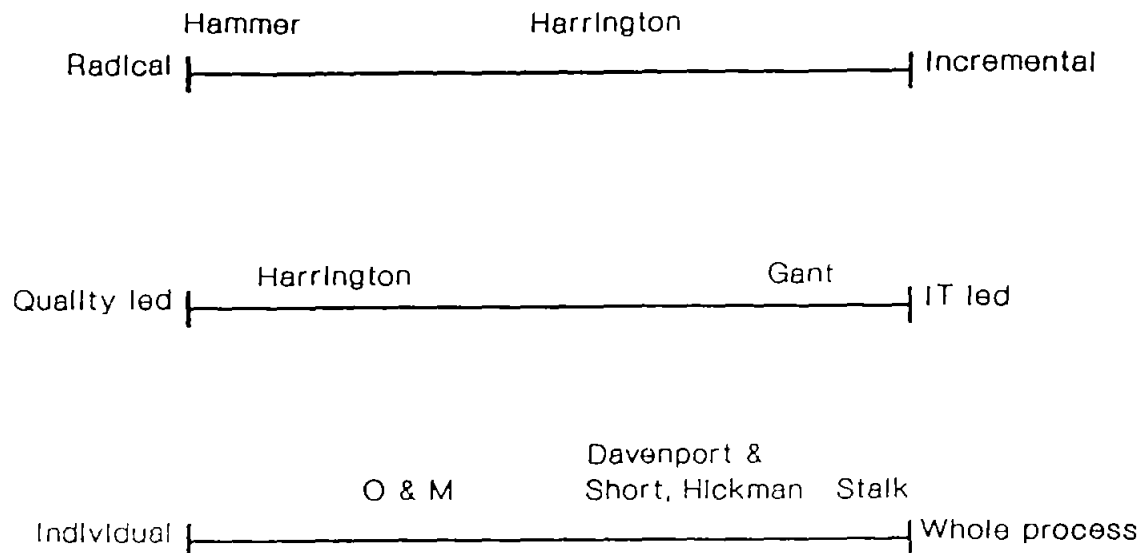 Hammer Harrington
Radical Incremental
Harrington Gant
Quality led IT led
Davenport &
O & M Short, Hickman Stalk
Individual Whole process